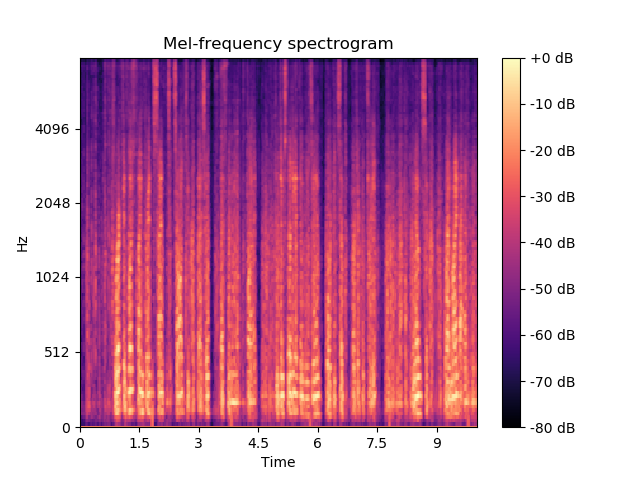 Mel-frequency spectrogram
+0 dB
-10 dB
-20 dB
-30 dB
-40 dB
-50 dB
-60 dB
-70 dB
-80 dB
Hz
4096
2048
1024
512
0
0 1.5 3 4.5 6 7.5 9
Time